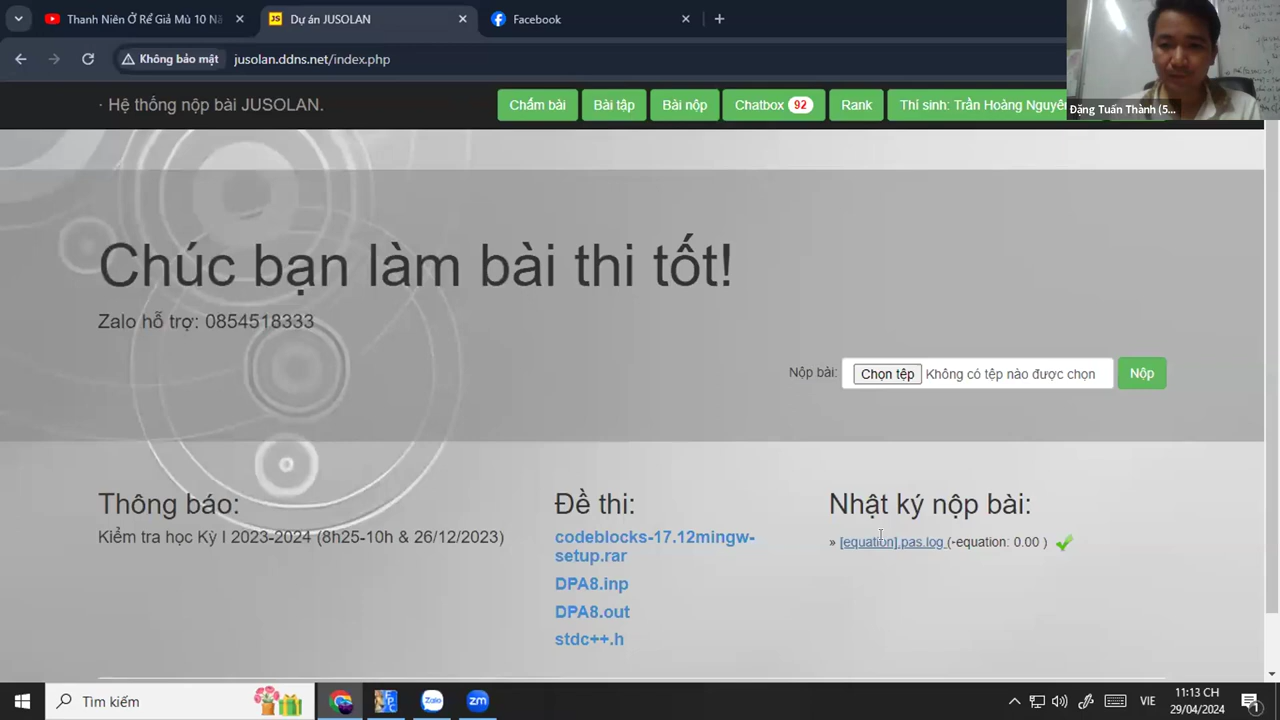 Thanh Niên Ở Rể Giả Mù 10 Nă
Dự án JUSOLAN
Facebook
Không bảo mật
jusolan.ddns.net/index.php
· Hệ thống nộp bài JUSOLAN.
Chấm bài
Bài tập
Bài nộp
Chatbox 92
Rank
Thí sinh: Trần Hoàng Nguyê
Đặng Tuấn Thành (5...
Chúc bạn làm bài thi tốt!
Zalo hỗ trợ: 0854518333
Nộp bài:
Chọn tệp Không có tệp nào được chọn
Nộp
Thông báo:
Kiểm tra học Kỳ I 2023-2024 (8h25-10h & 26/12/2023)
Đề thi:
codeblocks-17.12mingw-
setup.rar
DPA8.inp
DPA8.out
stdc++.h
Nhật ký nộp bài:
» [equation].pas.log (-equation: 0.00 )
Tìm kiếm
VIE
11:13 CH
29/04/2024